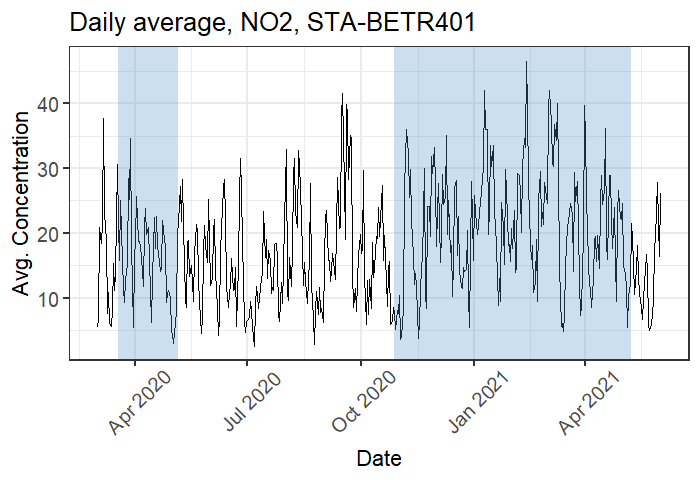 Daily average, NO2, STA-BETR401
Avg. Concentration
40
30
20
10
Apr 2020
Jul 2020
Oct 2020
Jan 2021
Apr 2021
Date